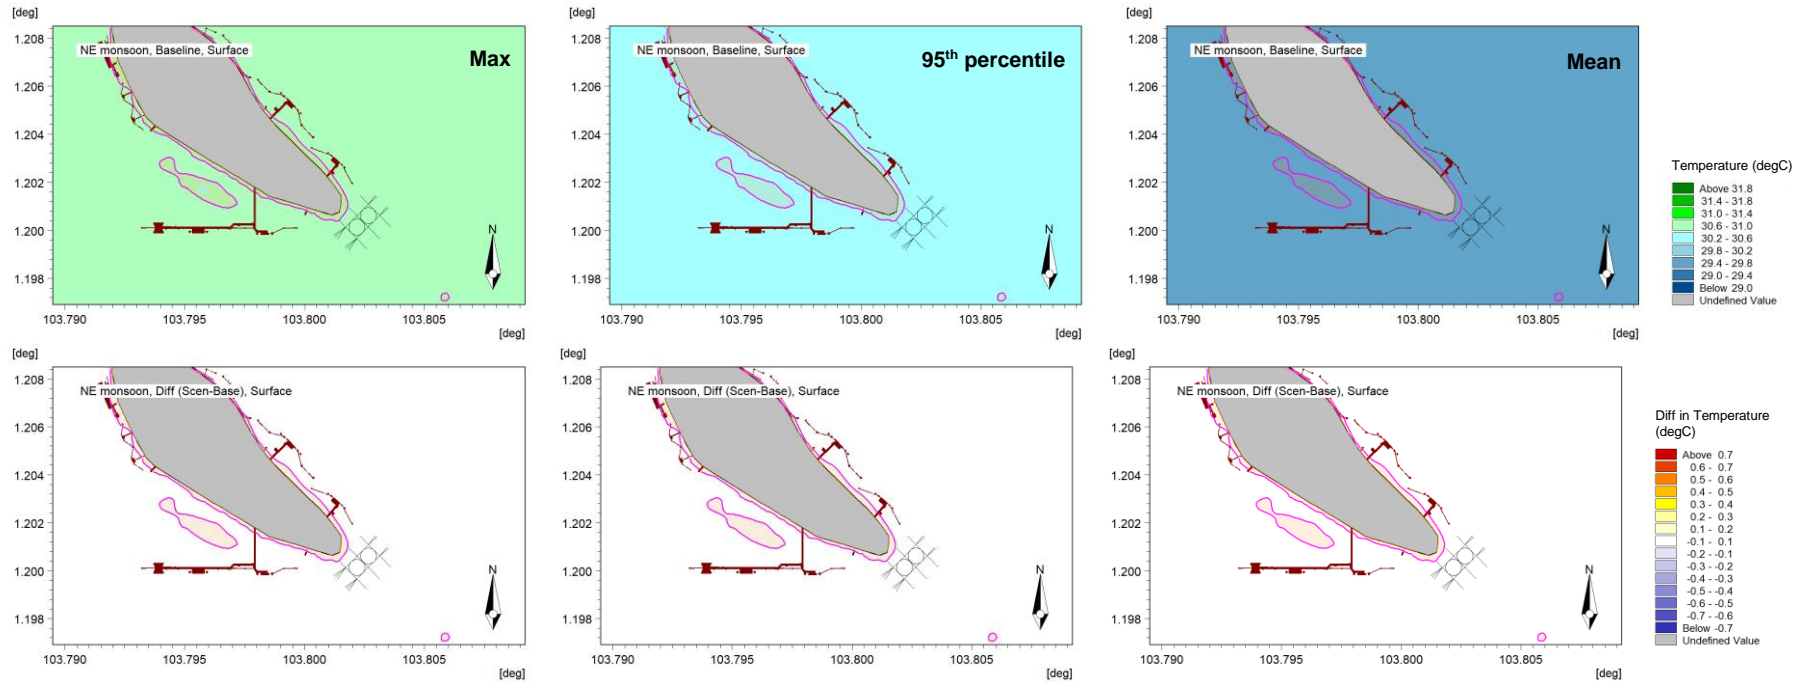 [deg]
NE monsoon, Baseline, Surface
Max
1.208
1.206
1.204
1.202
1.200
1.198
N
103.790
103.795
103.800
103.805
[deg]
[deg]
NE monsoon, Baseline, Surface
95th percentile
1.208
1.206
1.204
1.202
1.200
1.198
N
103.790
103.795
103.800
103.805
[deg]
[deg]
NE monsoon, Baseline, Surface
Mean
1.208
1.206
1.204
1.202
1.200
1.198
N
103.790
103.795
103.800
103.805
[deg]
Temperature (degC)
Above 31.8
31.4 - 31.8
31.0 - 31.4
30.6 - 31.0
30.2 - 30.6
29.8 - 30.2
29.4 - 29.8
29.0 - 29.4
Below 29.0
Undefined Value
[deg]
NE monsoon, Diff (Scen-Base), Surface
1.208
1.206
1.204
1.202
1.200
1.198
N
103.790
103.795
103.800
103.805
[deg]
[deg]
NE monsoon, Diff (Scen-Base), Surface
1.208
1.206
1.204
1.202
1.200
1.198
N
103.790
103.795
103.800
103.805
[deg]
[deg]
NE monsoon, Diff (Scen-Base), Surface
1.208
1.206
1.204
1.202
1.200
1.198
N
103.790
103.795
103.800
103.805
[deg]
Diff in Temperature
(degC)
Above 0.7
0.6 - 0.7
0.5 - 0.6
0.4 - 0.5
0.3 - 0.4
0.2 - 0.3
0.1 - 0.2
-0.1 - 0.1
-0.2 - -0.1
-0.3 - -0.2
-0.4 - -0.3
-0.5 - -0.4
-0.6 - -0.5
-0.7 - -0.6
Below -0.7
Undefined Value